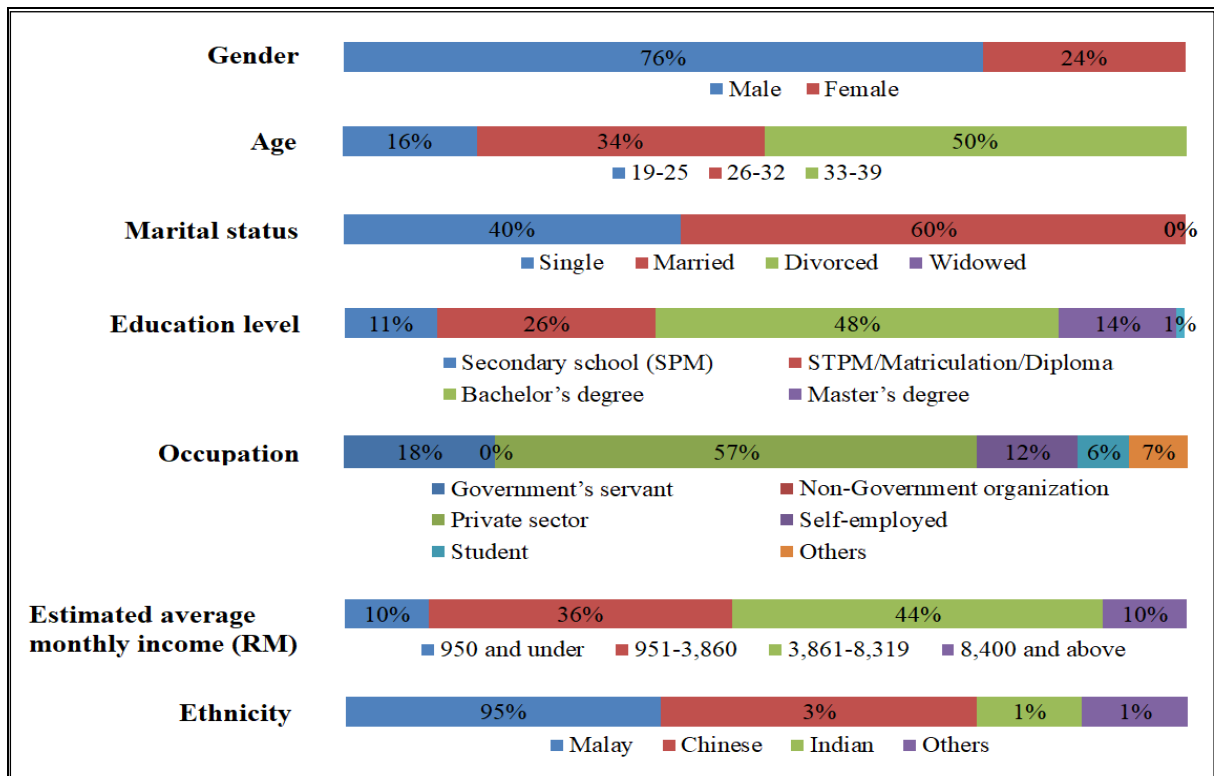 Gender
76% 24%
Male Female
Age
16% 34% 50%
19-25 26-32 33-39
Marital status
40% 60% 0%
Single Married Divorced Widowed
Education level
11% 26% 48% 14% 1%
Secondary school (SPM) STPM/Matriculation/Diploma
Bachelor’s degree Master’s degree
Occupation
18% 0% 57% 12% 6% 7%
Government’s servant Non-Government organization
Private sector Self-employed
Student Others
Estimated average
monthly income (RM)
10% 36% 44% 10%
950 and under 951-3,860 3,861-8,319 8,400 and above
Ethnicity
95% 3% 1% 1%
Malay Chinese Indian Others